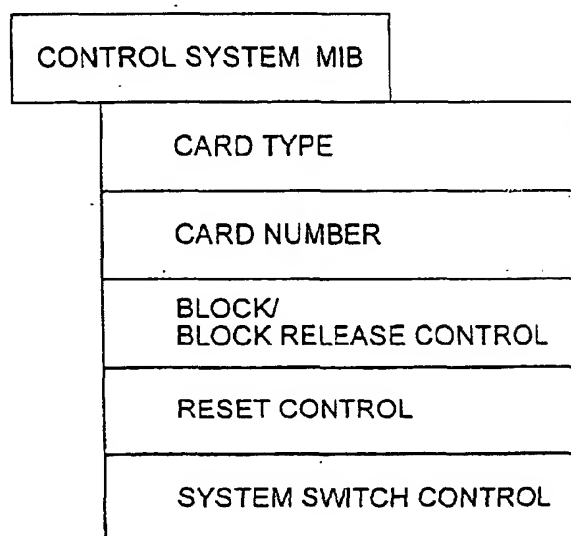 CONTROL SYSTEM MIB
CARD TYPE
CARD NUMBER
BLOCK/
BLOCK RELEASE CONTROL
RESET CONTROL
SYSTEM SWITCH CONTROL